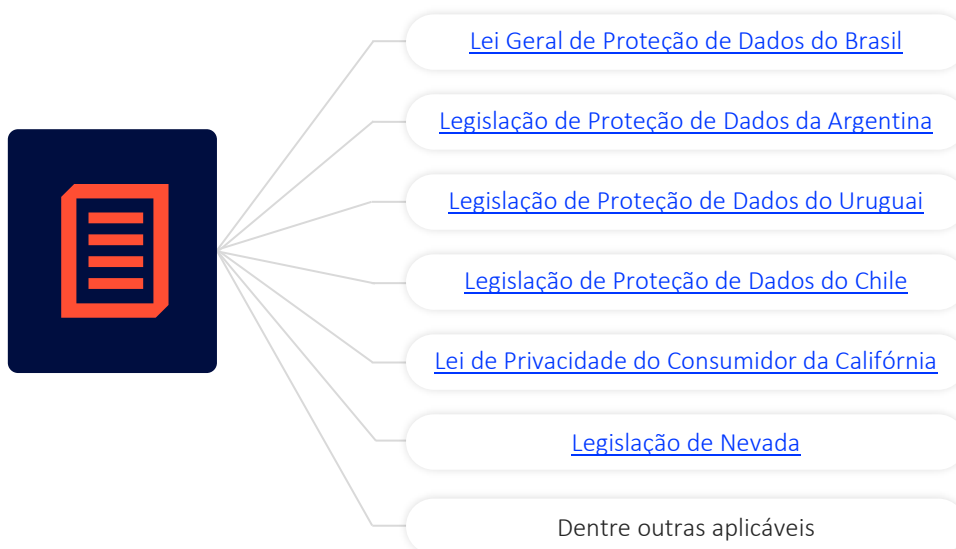 Lei Geral de Proteção de Dados do Brasil
Legislação de Proteção de Dados da Argentina
Legislação de Proteção de Dados do Uruguai
Legislação de Proteção de Dados do Chile
Lei de Privacidade do Consumidor da Califórnia
Legislação de Nevada
Dentre outras aplicáveis